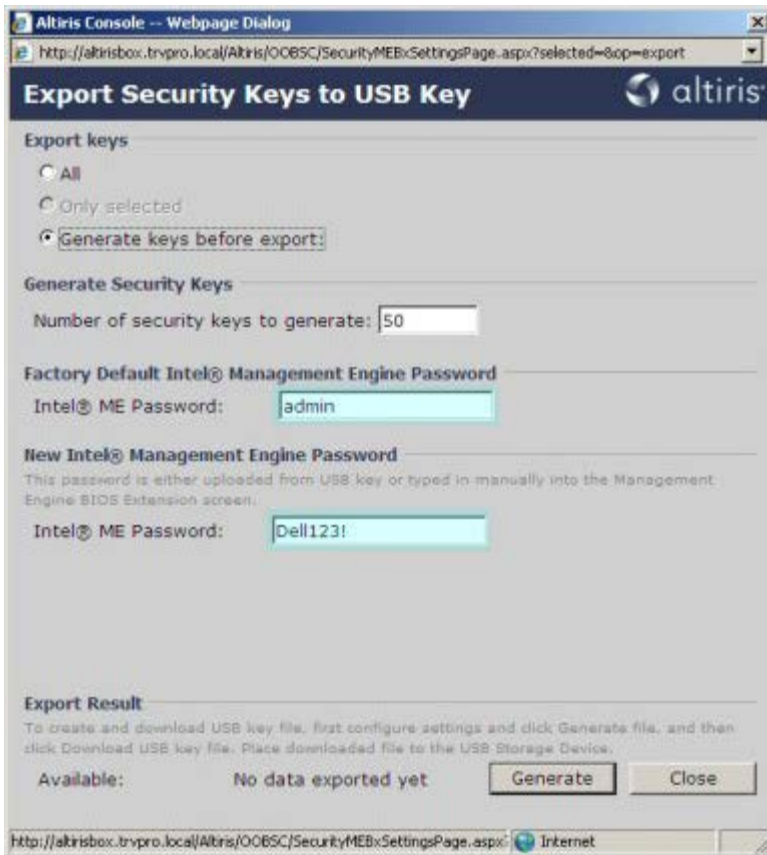 Altiris Console -- Webpage Dialog
http://altirisbox.trvpro.local/Altiris/OOBSC/SecurityMEBxSettingsPage.aspx?selected=&op=export
Export Security Keys to USB Key
altiris
Export keys
All
Only selected
Generate keys before export:
Generate Security Keys
Number of security keys to generate: 50
Factory Default Intel® Management Engine Password
Intel® ME Password: admin
New Intel® Management Engine Password
This password is either uploaded from USB key or typed in manually into the Management
Engine BIOS Extension screen.
Intel® ME Password: Dell123!
Export Result
To create and download USB key file, first configure settings and click Generate file, and then
click Download USB key file. Place downloaded file to the USB Storage Device.
Available: No data exported yet Generate Close
http://altirisbox.trvpro.local/Altiris/OOBSC/SecurityMEBxSettingsPage.aspx? Internet